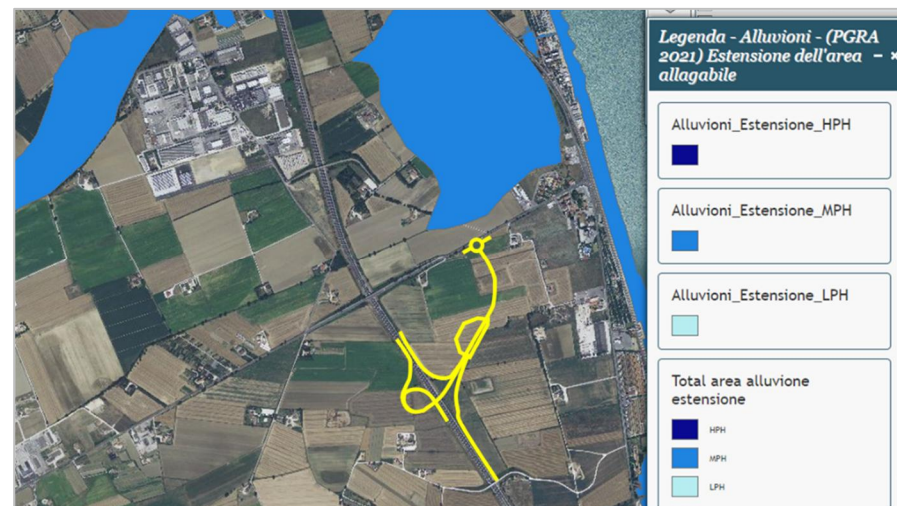 Legenda - Alluvioni - (PGRA
2021) Estensione dell'area
allagabile
Alluvioni_Estensione_HPH
Alluvioni_Estensione_MPH
Alluvioni_Estensione_LPH
Total area alluvione
estensione
HPH
MPH
LPH